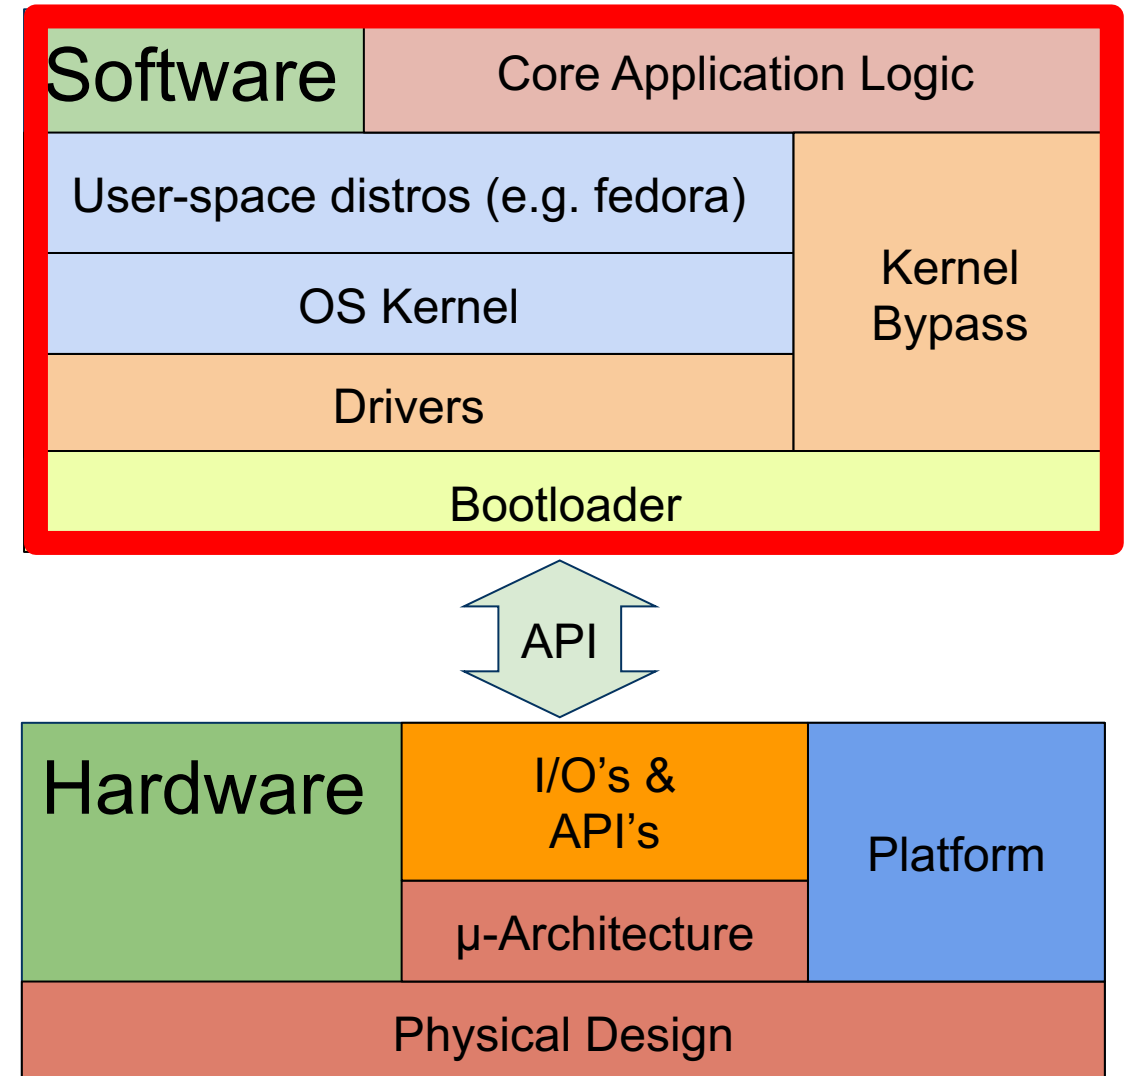 Software
Core Application Logic
User-space distros (e.g. fedora)
Kernel
Bypass
OS Kernel
Drivers
Bootloader
API
Hardware
I/O’s &
API’s
Platform
µ-Architecture
Physical Design